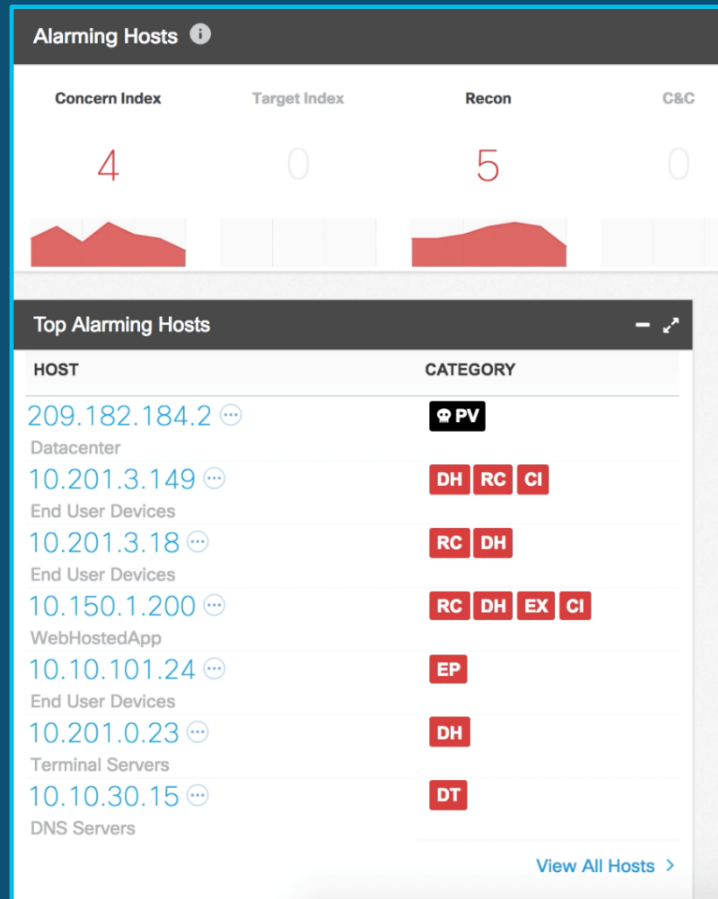 Alarming Hosts
Concern Index Target Index Recon C&C
4 0 5 0
Top Alarming Hosts
HOST CATEGORY
209.182.184.2 PV
Datacenter
10.201.3.149 DH RC CI
End User Devices
10.201.3.18 RC DH
End User Devices
10.150.1.200 RC DH EX CI
WebHostedApp
10.10.101.24 EP
End User Devices
10.201.0.23 DH
Terminal Servers
10.10.30.15 DT
DNS Servers
View All Hosts